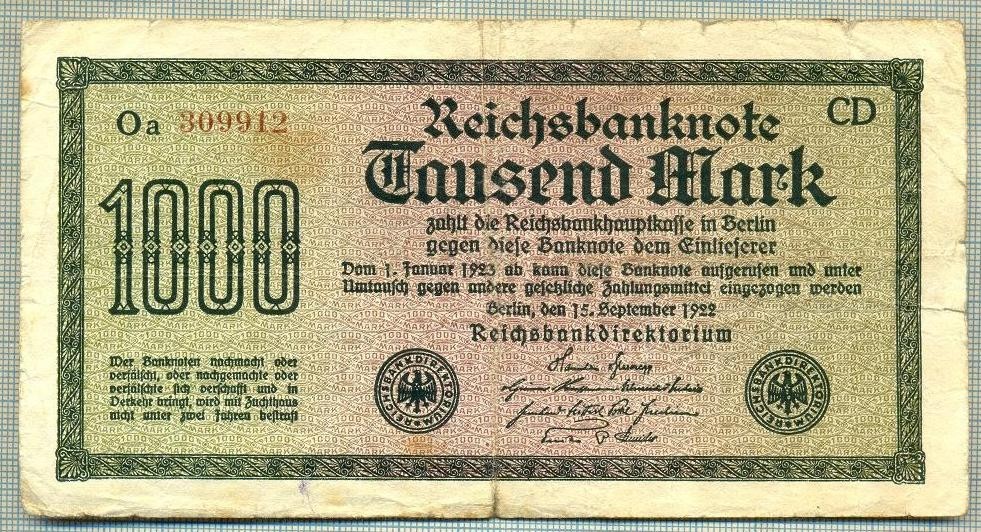 Oa 309912
CD
Reichsbanknote
Tausend Mark
1000
zahlt die Reichsbankhauptkasse in Berlin
gegen diese Banknote dem Einlieferer
Vom 1. Januar 1923 ab kann diese Banknote aufgerufen und unter
Umtausch gegen andere gesetzliche Zahlungsmittel eingezogen werden
Berlin, den 15. September 1922
Reichsbankdirektorium
Wer Banknoten nachmacht oder
verfälscht, oder nachgemachte oder
verfälschte sich verschafft und in
Verkehr bringt, wird mit Zuchthaus
nicht unter zwei Jahren bestraft
REICHSBANKDIREKTORIUM
REICHSBANKDIREKTORIUM